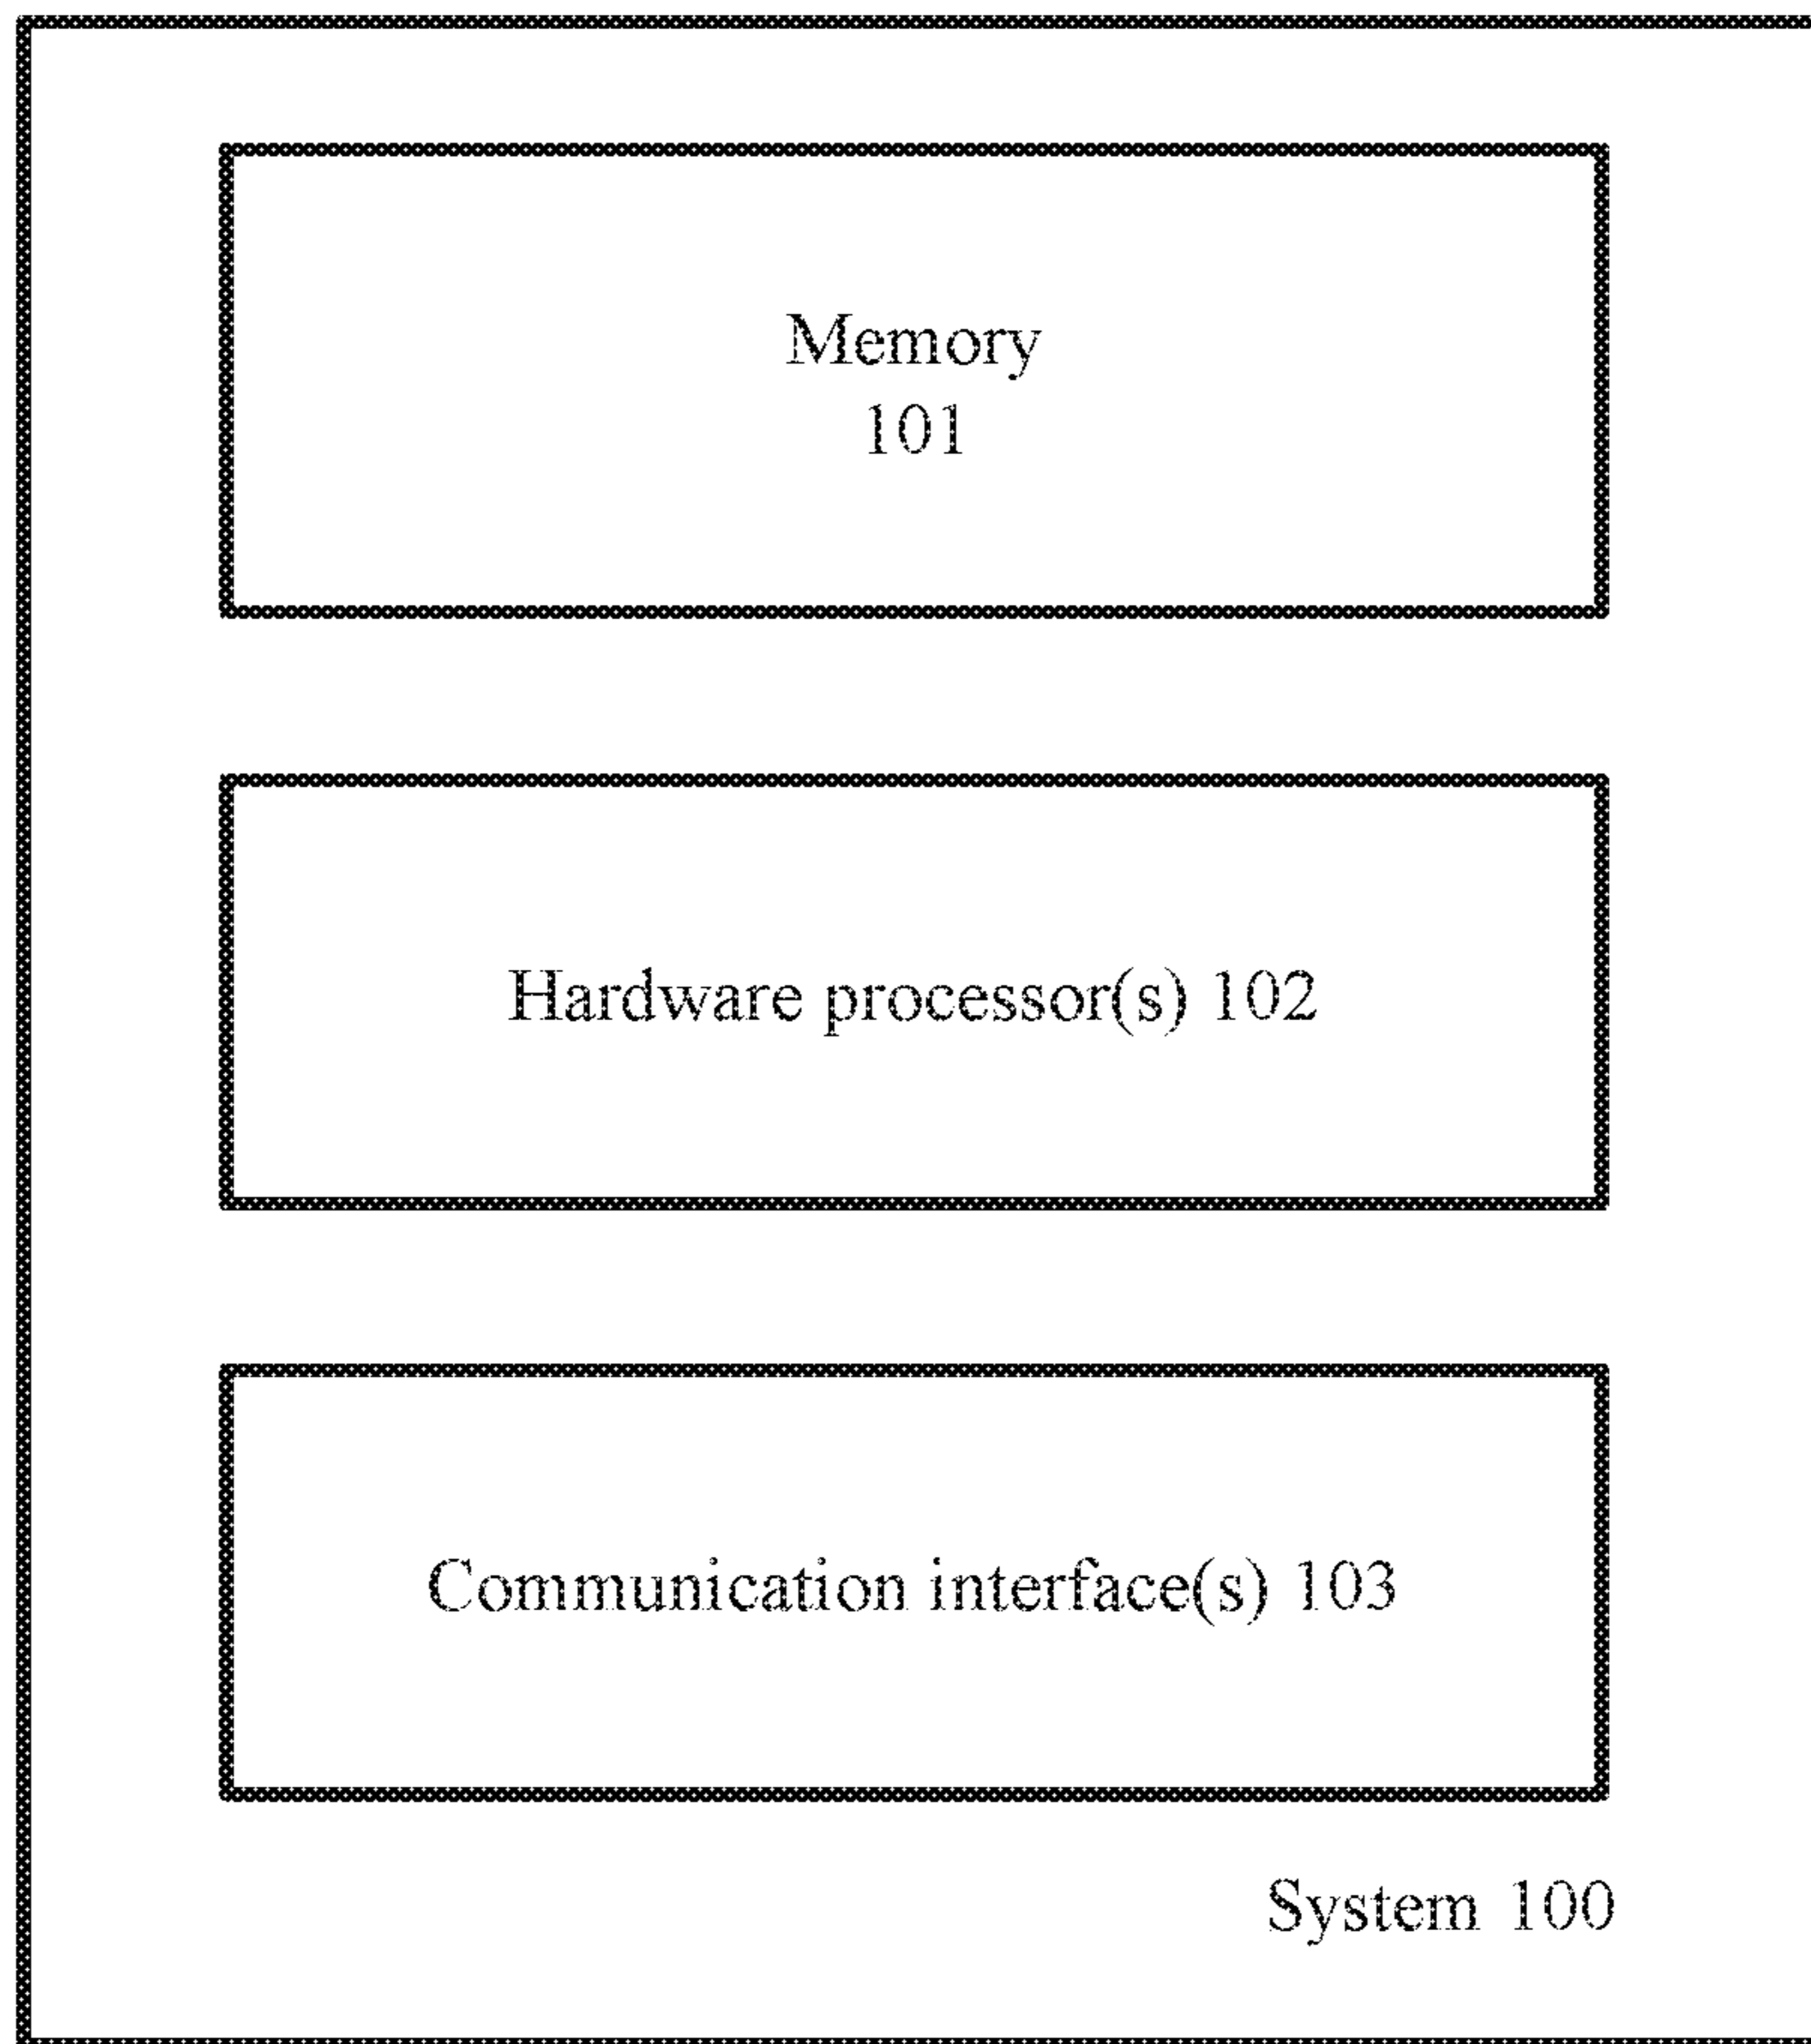 Memory
101
Hardware processor(s) 102
Communication interface(s) 103
System 100